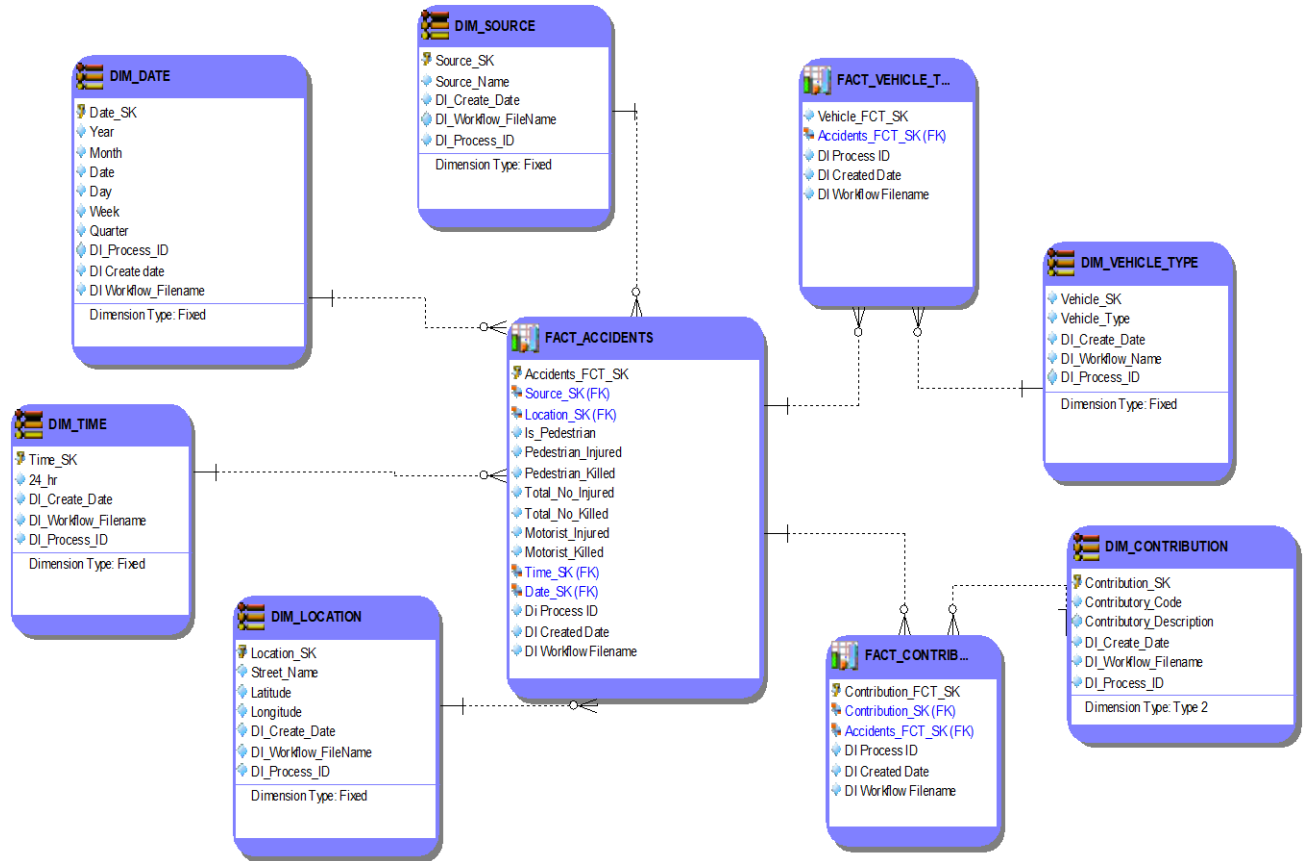 DIM_SOURCE
Source_SK
Source_Name
DI_Create_Date
DI_Workflow_FileName
DI_Process_ID
Dimension Type: Fixed
DIM_DATE
Date_SK
Year
Month
Date
Day
Week
Quarter
DI_Process_ID
DI Create date
DI Workflow_Filename
Dimension Type: Fixed
FACT_VEHICLE_T...
Vehicle_FCT_SK
Accidents_FCT_SK (FK)
DI Process ID
DI Created Date
DI Workflow Filename
DIM_VEHICLE_TYPE
Vehicle_SK
Vehicle_Type
DI_Create_Date
DI_Workflow_Name
DI_Process_ID
Dimension Type: Fixed
FACT_ACCIDENTS
Accidents_FCT_SK
Source_SK (FK)
Location_SK (FK)
Is_Pedestrian
Pedestrian_Injured
Pedestrian_Killed
Total_No_Injured
Total_No_Killed
Motorist_Injured
Motorist_Killed
Time_SK (FK)
Date_SK (FK)
Di Process ID
DI Created Date
DI Workflow Filename
DIM_TIME
Time_SK
24_hr
DI_Create_Date
DI_Workflow_Filename
DI_Process_ID
Dimension Type: Fixed
DIM_LOCATION
Location_SK
Street_Name
Latitude
Longitude
DI_Create_Date
DI_Workflow_FileName
DI_Process_ID
Dimension Type: Fixed
DIM_CONTRIBUTION
Contribution_SK
Contributory_Code
Contributory_Description
DI_Create_Date
DI_Workflow_Filename
DI_Process_ID
Dimension Type: Type 2
FACT_CONTRIB...
Contribution_FCT_SK
Contribution_SK (FK)
Accidents_FCT_SK (FK)
DI Process ID
DI Created Date
DI Workflow Filename